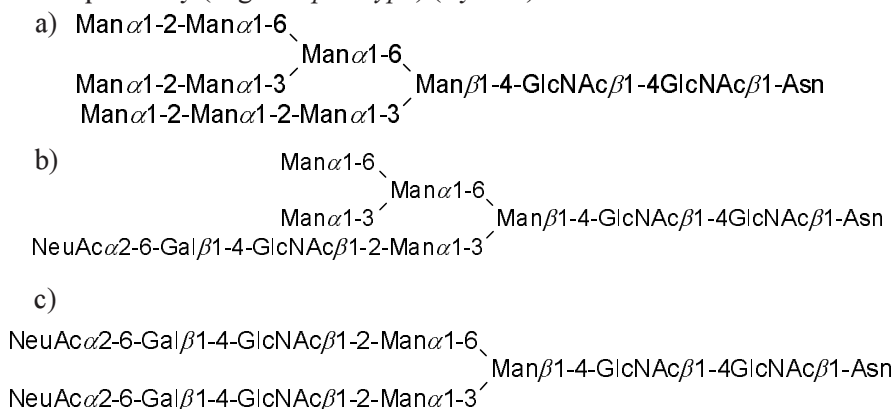 a) Manα1-2-Manα1-6
Manα1-6
Manα1-2-Manα1-3
Manβ1-4-GlcNAcβ1-4GlcNAcβ1-Asn
Manα1-2-Manα1-2-Manα1-3
b)
Manα1-6
Manα1-6
Manα1-3
Manβ1-4-GlcNAcβ1-4GlcNAcβ1-Asn
NeuAcα2-6-Galβ1-4-GlcNAcβ1-2-Manα1-3
c)
NeuAcα2-6-Galβ1-4-GlcNAcβ1-2-Manα1-6
Manβ1-4-GlcNAcβ1-4GlcNAcβ1-Asn
NeuAcα2-6-Galβ1-4-GlcNAcβ1-2-Manα1-3